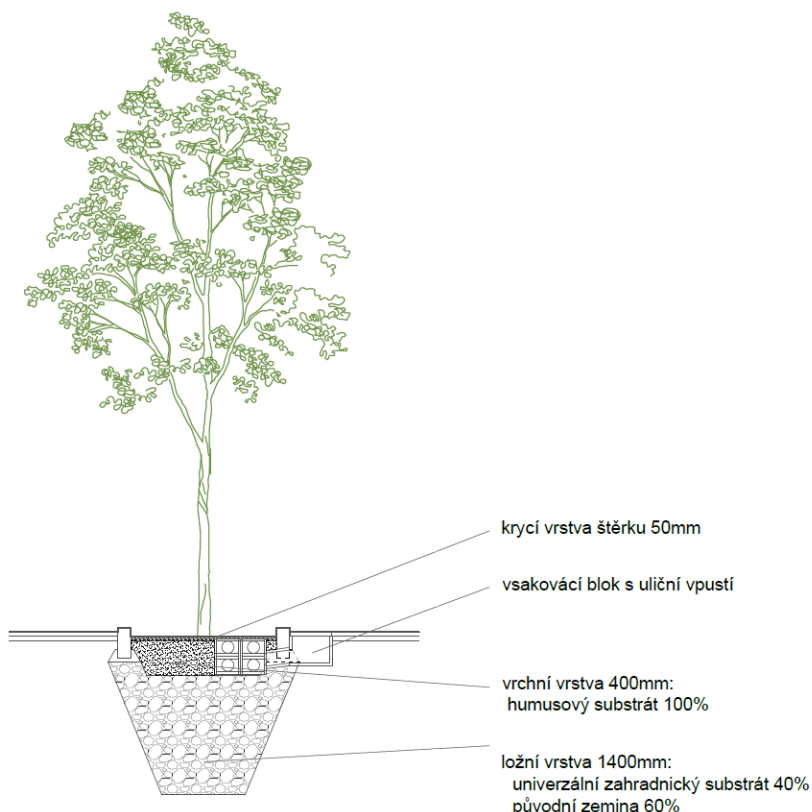 krycí vrstva štěrku 50mm
vsakovácí blok s uliční vpustí
vrchní vrstva 400mm:
humusový substrát 100%
ložní vrstva 1400mm:
univerzální zahradnický substrát 40%
původní zemina 60%